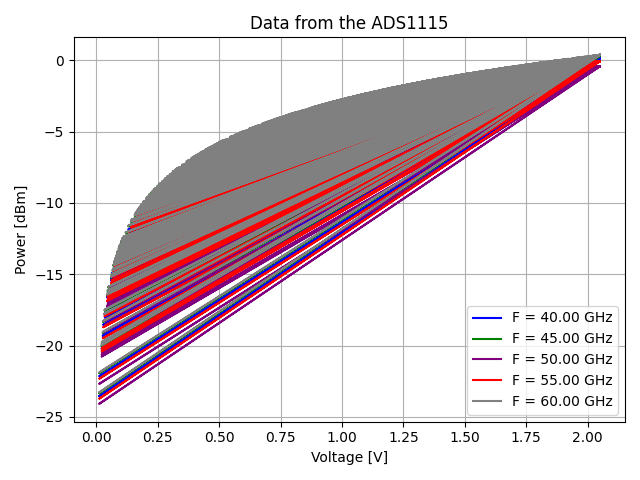 Data from the ADS1115
Power [dBm]
0
−5
−10
−15
−20
−25
0.00 0.25 0.50 0.75 1.00 1.25 1.50 1.75 2.00
Voltage [V]
F = 40.00 GHz
F = 45.00 GHz
F = 50.00 GHz
F = 55.00 GHz
F = 60.00 GHz